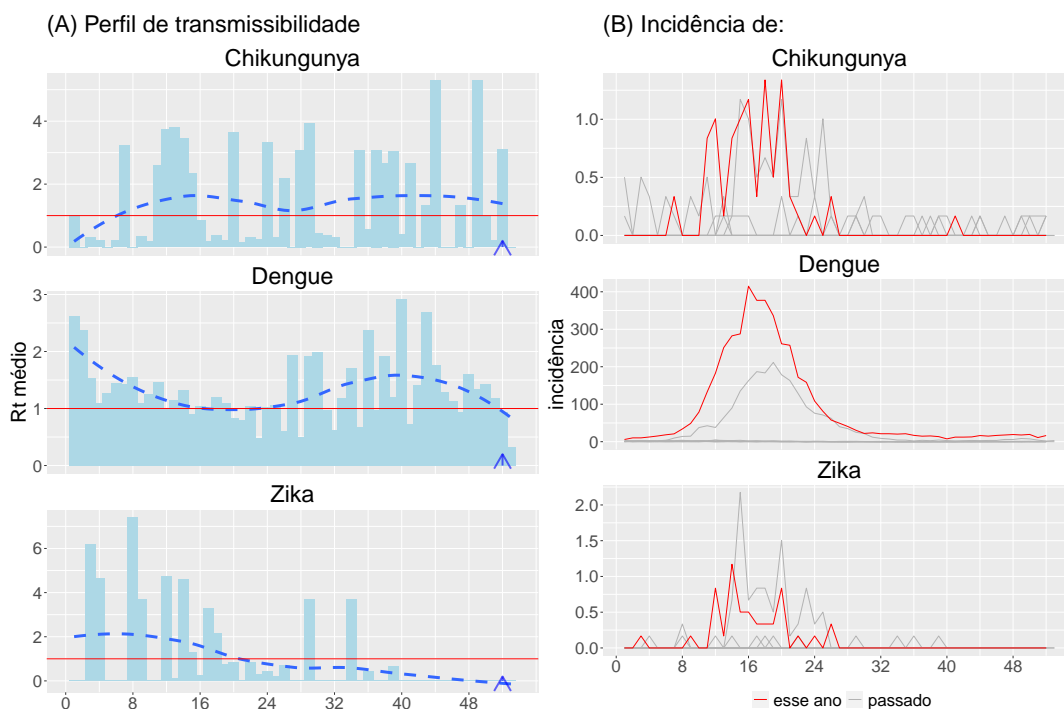 (A) Perfil de transmissibilidade
Chikungunya
4
2
0
Dengue
3
2
1
0
Rt médio
Zika
6
4
2
0
0 8 16 24 32 40 48
(B) Incidência de:
Chikungunya
1.0
0.5
0.0
Dengue
400
300
200
100
0
incidência
Zika
2.0
1.5
1.0
0.5
0.0
0 8 16 24 32 40 48
esse ano passado